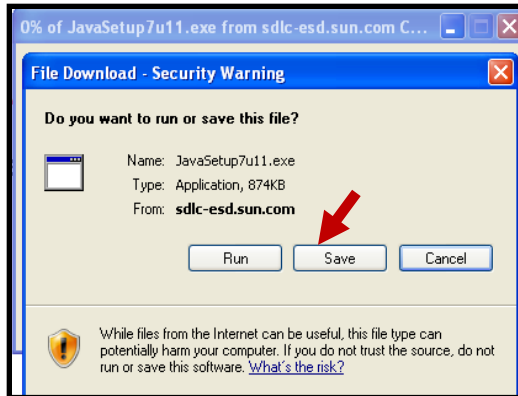 0% of JavaSetup7u11.exe from sdlc-esd.sun.com C...
File Download - Security Warning
Do you want to run or save this file?
Name: JavaSetup7u11.exe
Type: Application, 874KB
From: sdlc-esd.sun.com
Run Save Cancel
While files from the Internet can be useful, this file type can
potentially harm your computer. If you do not trust the source, do not
run or save this software. What's the risk?